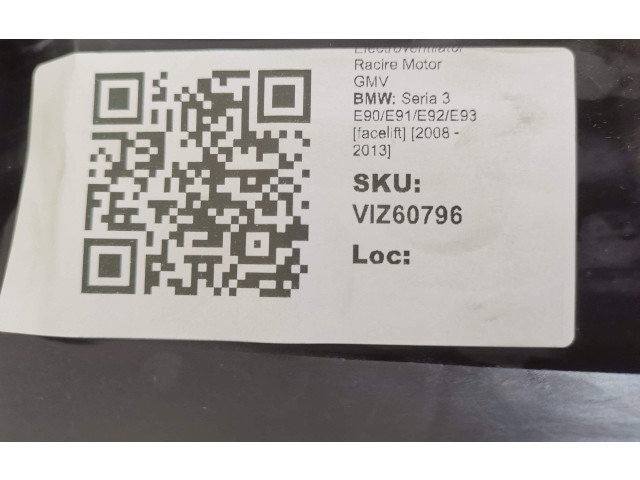 Electroventilator
Racire Motor
GMV
BMW: Seria 3
E90/E91/E92/E93
[facelift] [2008 -
2013]
SKU:
VIZ60796
Loc: